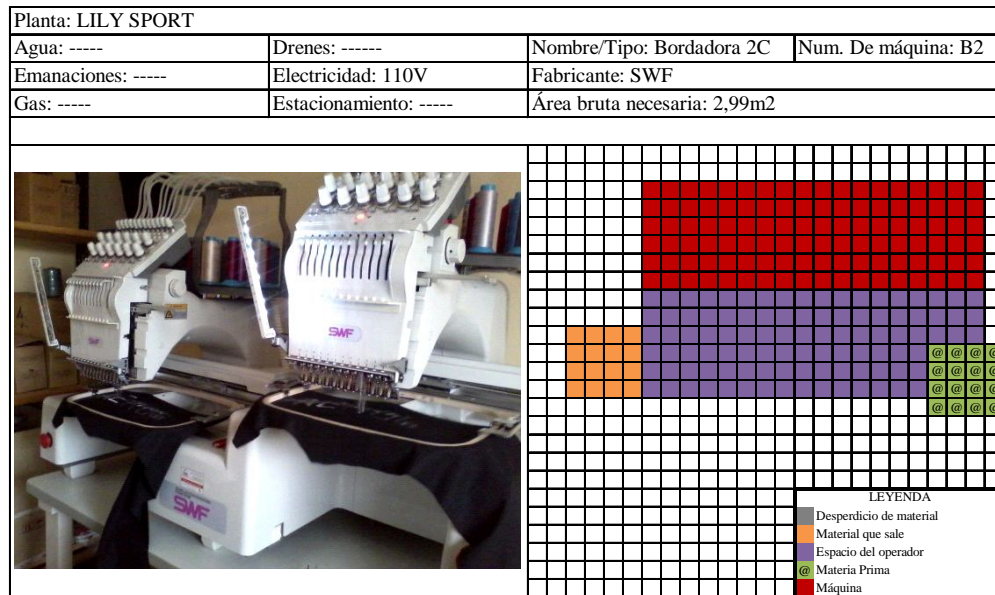 Planta: LILY SPORT
Agua: ----- Drenes: ------ Nombre/Tipo: Bordadora 2C Num. De máquina: B2
Emanaciones: ----- Electricidad: 110V Fabricante: SWF
Gas: ----- Estacionamiento: ----- Área bruta necesaria: 2,99m2
SWF
SWF
SWF
@ @ @ @
@ @ @ @
@ @ @ @
@ @ @ @
LEYENDA
Desperdicio de material
Material que sale
Espacio del operador
@ Materia Prima
Máquina